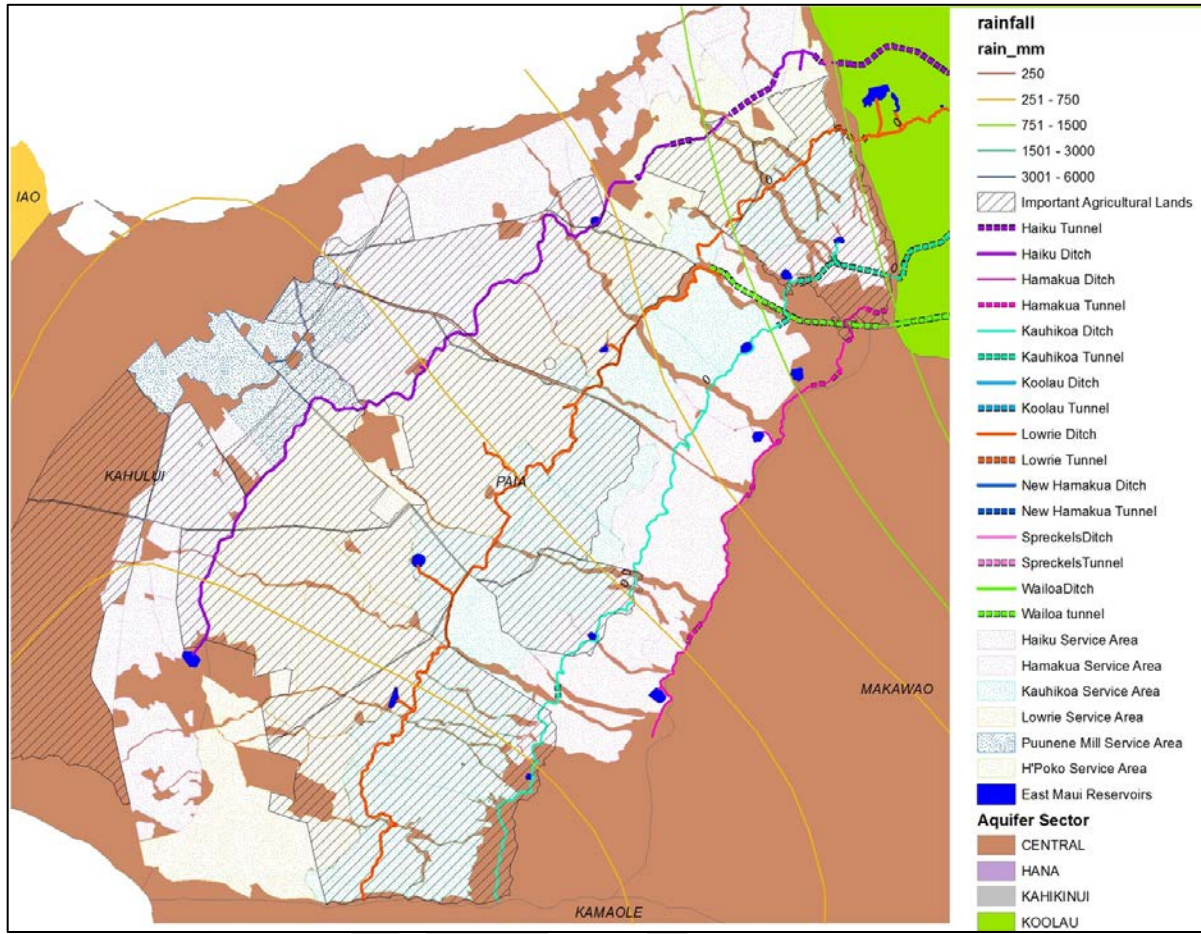 IAO
KAHULUI
PAIA
MAKAWAO
KAMAOLE
rainfall
rain_mm
250
251 - 750
751 - 1500
1501 - 3000
3001 - 6000
Important Agricultural Lands
Haiku Tunnel
Haiku Ditch
Hamakua Ditch
Hamakua Tunnel
Kauhikoa Ditch
Kauhikoa Tunnel
Koolau Ditch
Koolau Tunnel
Lowrie Ditch
Lowrie Tunnel
New Hamakua Ditch
New Hamakua Tunnel
SpreckelsDitch
SpreckelsTunnel
WailoaDitch
Wailoa tunnel
Haiku Service Area
Hamakua Service Area
Kauhikoa Service Area
Lowrie Service Area
Puunene Mill Service Area
H'Poko Service Area
East Maui Reservoirs
Aquifer Sector
CENTRAL
HANA
KAHIKINUI
KOOLAU